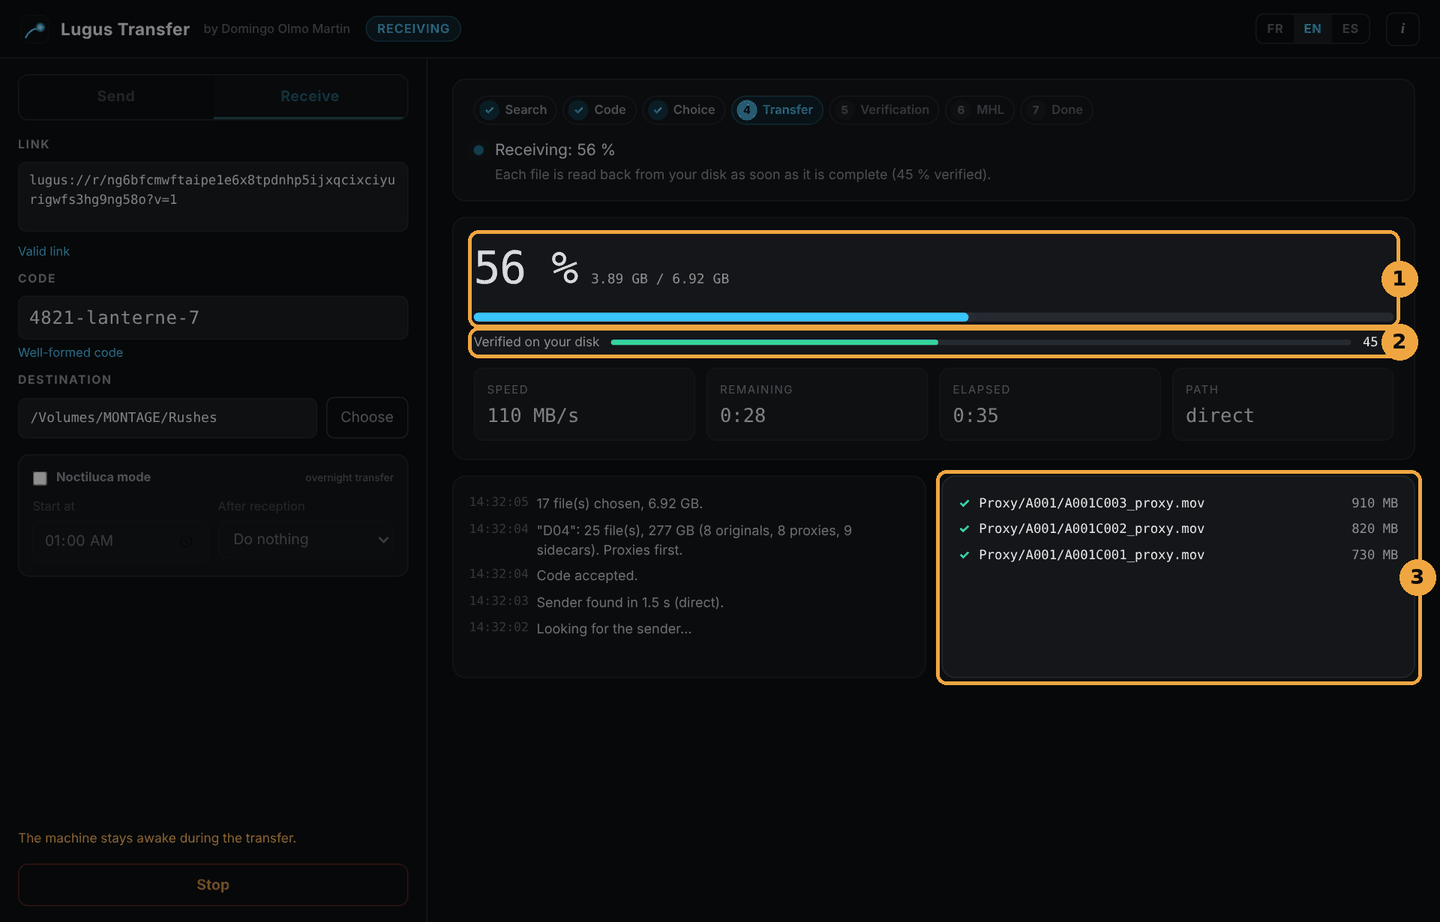 Lugus Transfer by Domingo Olmo Martin RECEIVING
FR EN ES i
Send Receive
LINK
lugus://r/ng6bfcmwftaipe1e6x8tpdnhp5ijxqcixciyu
rigwfs3hg9ng58o?v=1
Valid link
CODE
4821-lanterne-7
Well-formed code
DESTINATION
/Volumes/MONTAGE/Rushes Choose
Noctiluca mode overnight transfer
Start at After reception
01:00 AM Do nothing
The machine stays awake during the transfer.
Stop
Search Code Choice 4 Transfer 5 Verification 6 MHL 7 Done
Receiving: 56 %
Each file is read back from your disk as soon as it is complete (45 % verified).
56 % 3.89 GB / 6.92 GB
1
Verified on your disk 45
2
SPEED
110 MB/s
REMAINING
0:28
ELAPSED
0:35
PATH
direct
14:32:05 17 file(s) chosen, 6.92 GB.
14:32:04 "D04": 25 file(s), 277 GB (8 originals, 8 proxies, 9
sidecars). Proxies first.
14:32:04 Code accepted.
14:32:03 Sender found in 1.5 s (direct).
14:32:02 Looking for the sender...
Proxy/A001/A001C003_proxy.mov 910 MB
Proxy/A001/A001C002_proxy.mov 820 MB
Proxy/A001/A001C001_proxy.mov 730 MB
3